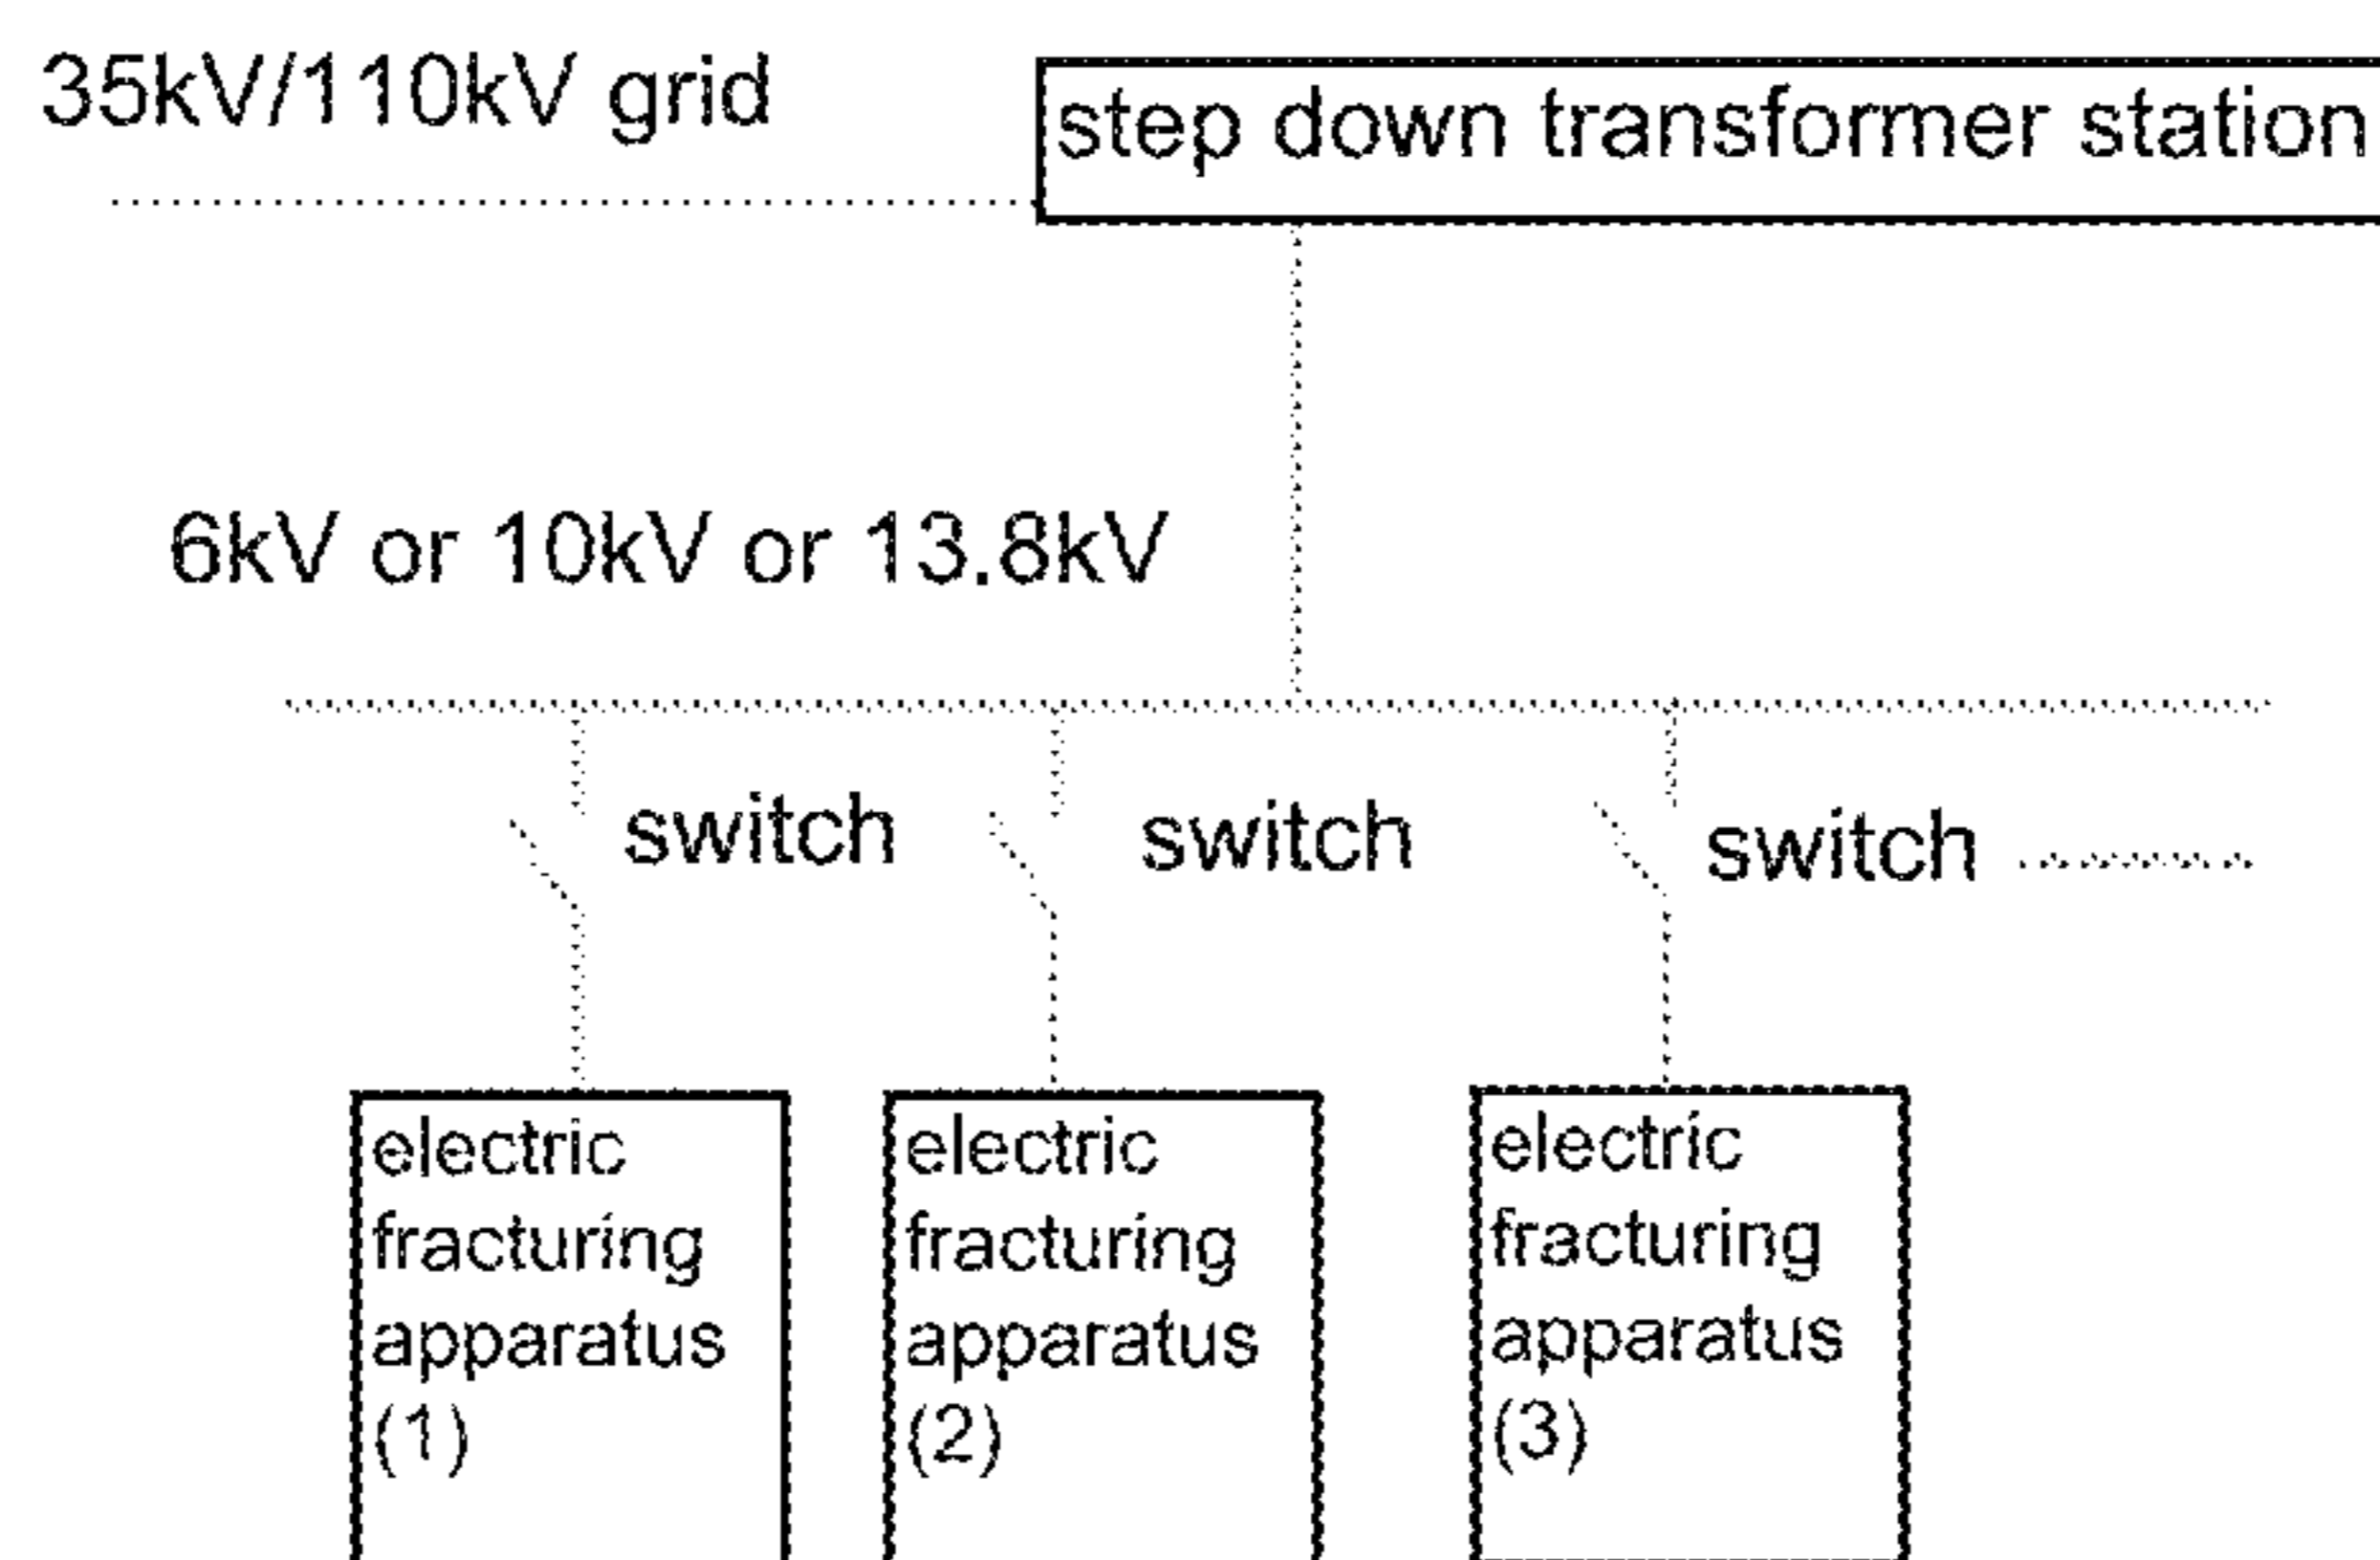 35kV/110kV grid
step down transformer station
6kV or 10kV or 13.8kV
switch
switch
switch
electric
fracturing
apparatus
(1)
electric
fracturing
apparatus
(2)
electric
fracturing
apparatus
(3)